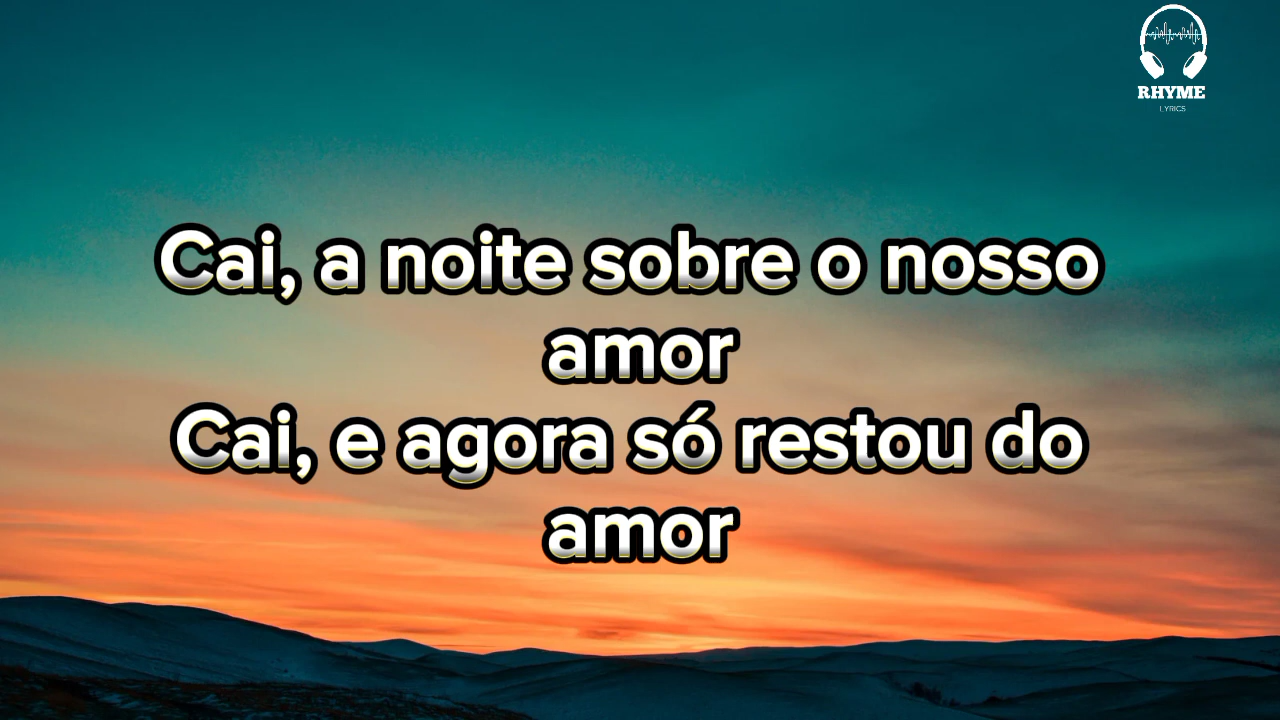 RHYME
LYRICS
Cai, a noite sobre o nosso
amor
Cai, e agora só restou do
amor